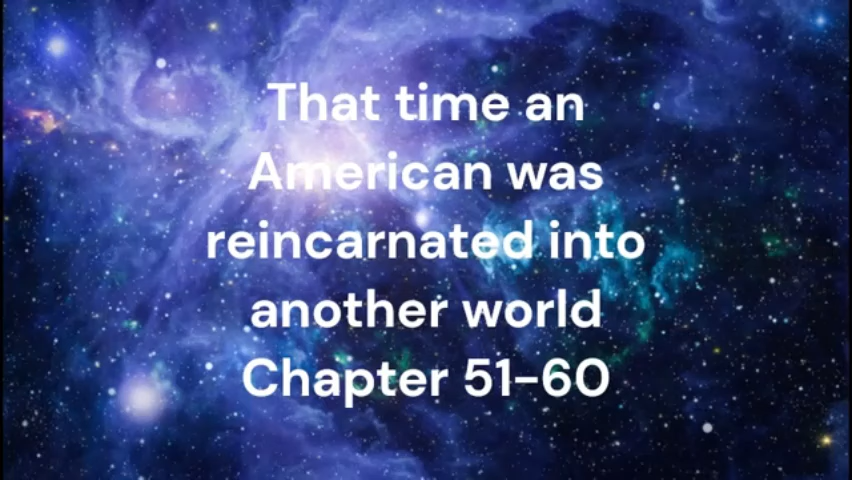 That time an
American was
reincarnated into
another world
Chapter 51-60